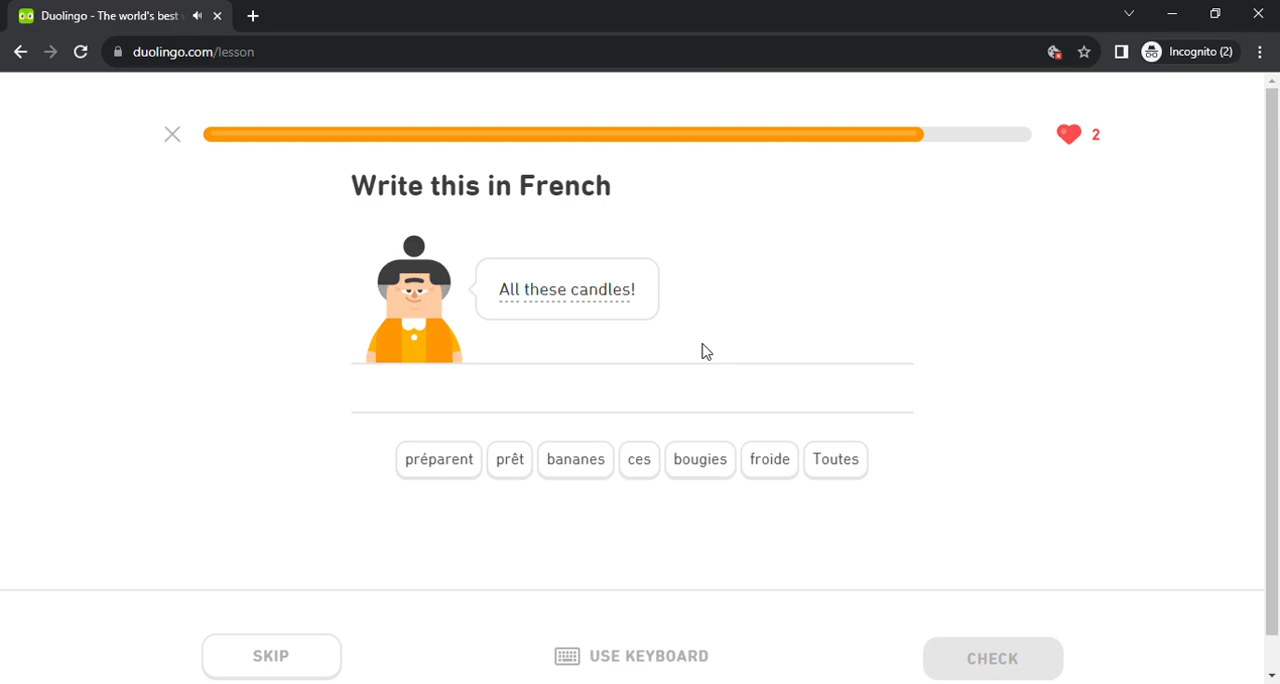 Duolingo - The world's best
duolingo.com/lesson
Incognito (2)
2
Write this in French
All these candles!
préparent prêt bananes ces bougies froide Toutes
SKIP USE KEYBOARD CHECK